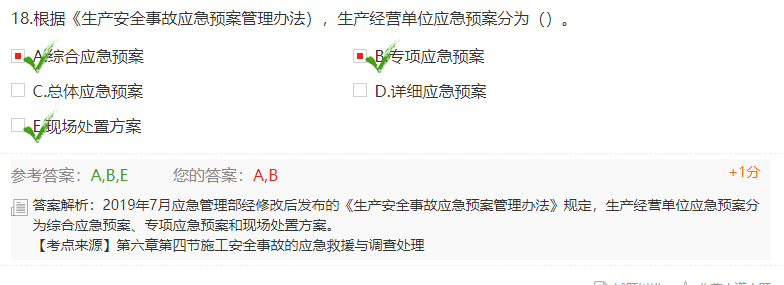 18.根据《生产安全事故应急预案管理办法），生产经营单位应急预案分为（）。
A.综合应急预案 B.专项应急预案
C.总体应急预案 D.详细应急预案
E.现场处置方案
参考答案：A,B,E 您的答案：A,B +1分
答案解析：2019年7月应急管理部经修改后发布的《生产安全事故应急预案管理办法》规定，生产经营单位应急预案分
为综合应急预案、专项应急预案和现场处置方案。
【考点来源】第六章第四节施工安全事故的应急救援与调查处理